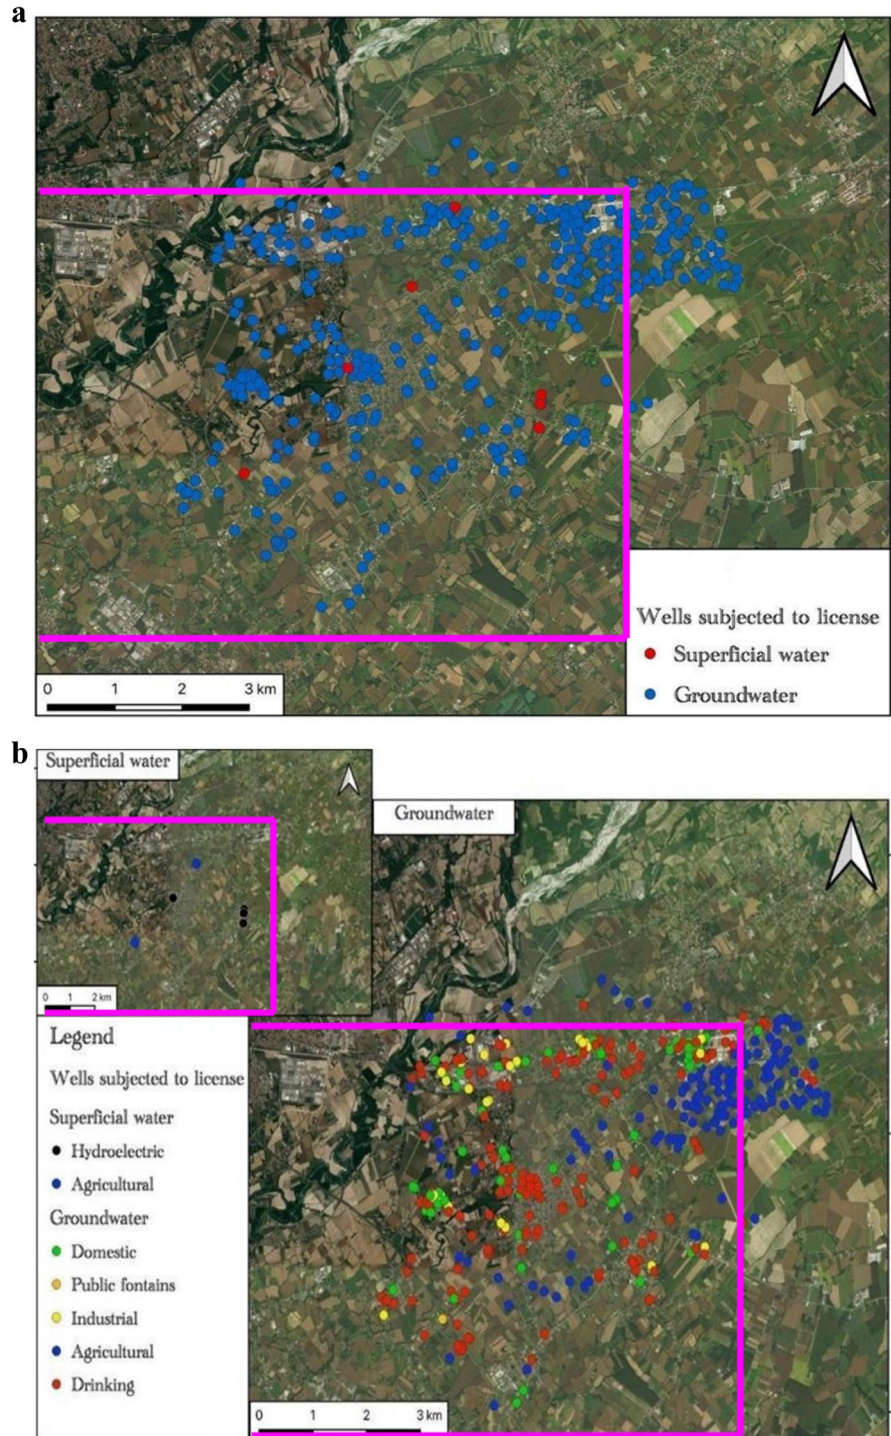 a
Wells subjected to license
Superficial water
Groundwater
0 1 2 3 km
b
Superficial water
Groundwater
0 1 2 km
Legend
Wells subjected to license
Superficial water
Hydroelectric
Agricultural
Groundwater
Domestic
Public fontains
Industrial
Agricultural
Drinking
0 1 2 3 km